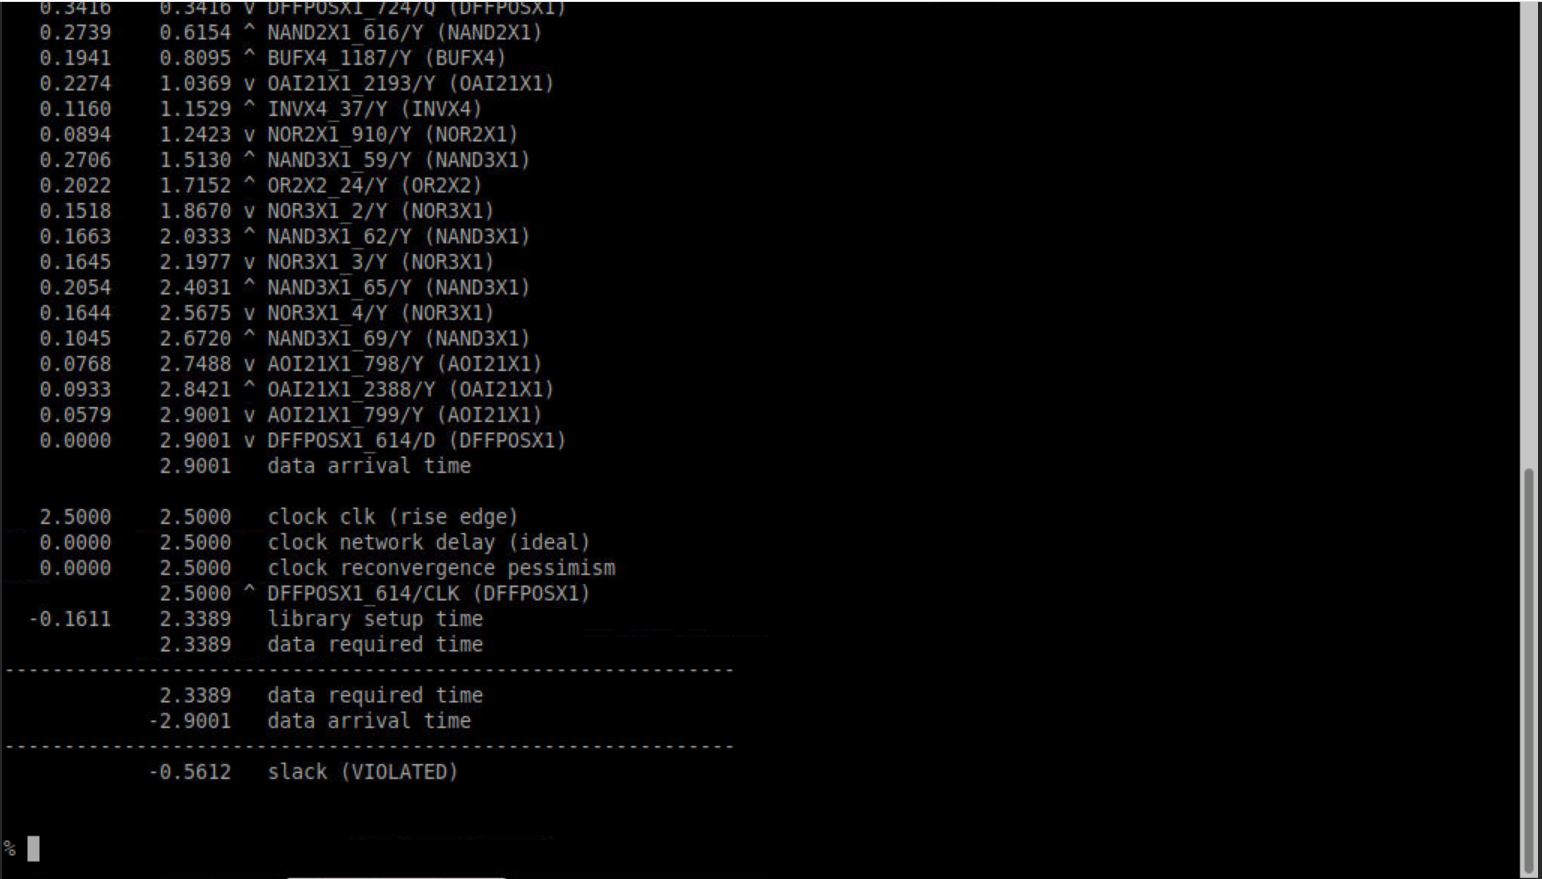 0.3416    0.3416 v DFFPOSX1_724/Q (DFFPOSX1)
0.2739    0.6154 ^ NAND2X1_616/Y (NAND2X1)
0.1941    0.8095 ^ BUFX4_1187/Y (BUFX4)
0.2274    1.0369 v OAI21X1_2193/Y (OAI21X1)
0.1160    1.1529 ^ INVX4_37/Y (INVX4)
0.0894    1.2423 v NOR2X1_910/Y (NOR2X1)
0.2706    1.5130 ^ NAND3X1_59/Y (NAND3X1)
0.2022    1.7152 ^ OR2X2_24/Y (OR2X2)
0.1518    1.8670 v NOR3X1_2/Y (NOR3X1)
0.1663    2.0333 ^ NAND3X1_62/Y (NAND3X1)
0.1645    2.1977 v NOR3X1_3/Y (NOR3X1)
0.2054    2.4031 ^ NAND3X1_65/Y (NAND3X1)
0.1644    2.5675 v NOR3X1_4/Y (NOR3X1)
0.1045    2.6720 ^ NAND3X1_69/Y (NAND3X1)
0.0768    2.7488 v AOI21X1_798/Y (AOI21X1)
0.0933    2.8421 ^ OAI21X1_2388/Y (OAI21X1)
0.0579    2.9001 v AOI21X1_799/Y (AOI21X1)
0.0000    2.9001 v DFFPOSX1_614/D (DFFPOSX1)
2.9001   data arrival time
2.5000    2.5000   clock clk (rise edge)
0.0000    2.5000   clock network delay (ideal)
0.0000    2.5000   clock reconvergence pessimism
2.5000 ^ DFFPOSX1_614/CLK (DFFPOSX1)
-0.1611    2.3389   library setup time
2.3389   data required time
-------------------------------------------------------------
2.3389   data required time
-2.9001   data arrival time
-------------------------------------------------------------
-0.5612   slack (VIOLATED)
%